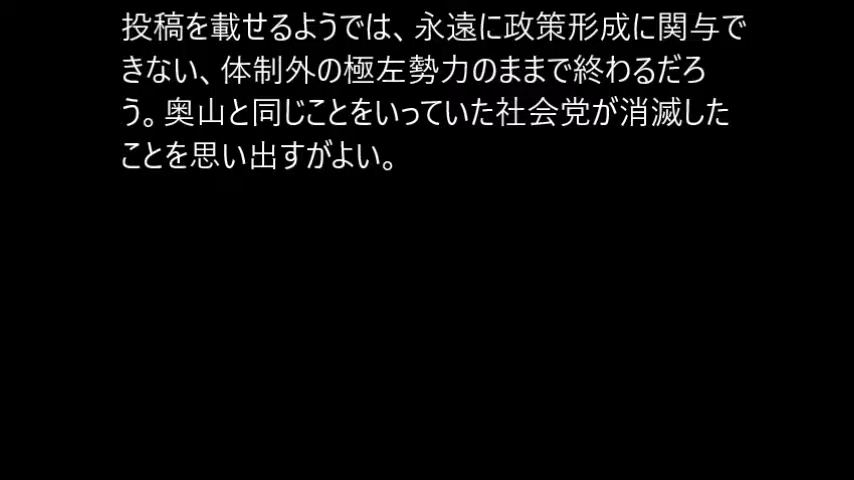 投稿を載せるようでは、永遠に政策形成に関与で
きない、体制外の極左勢力のままで終わるだろ
う。奥山と同じことをいっていた社会党が消滅した
ことを思い出すがよい。